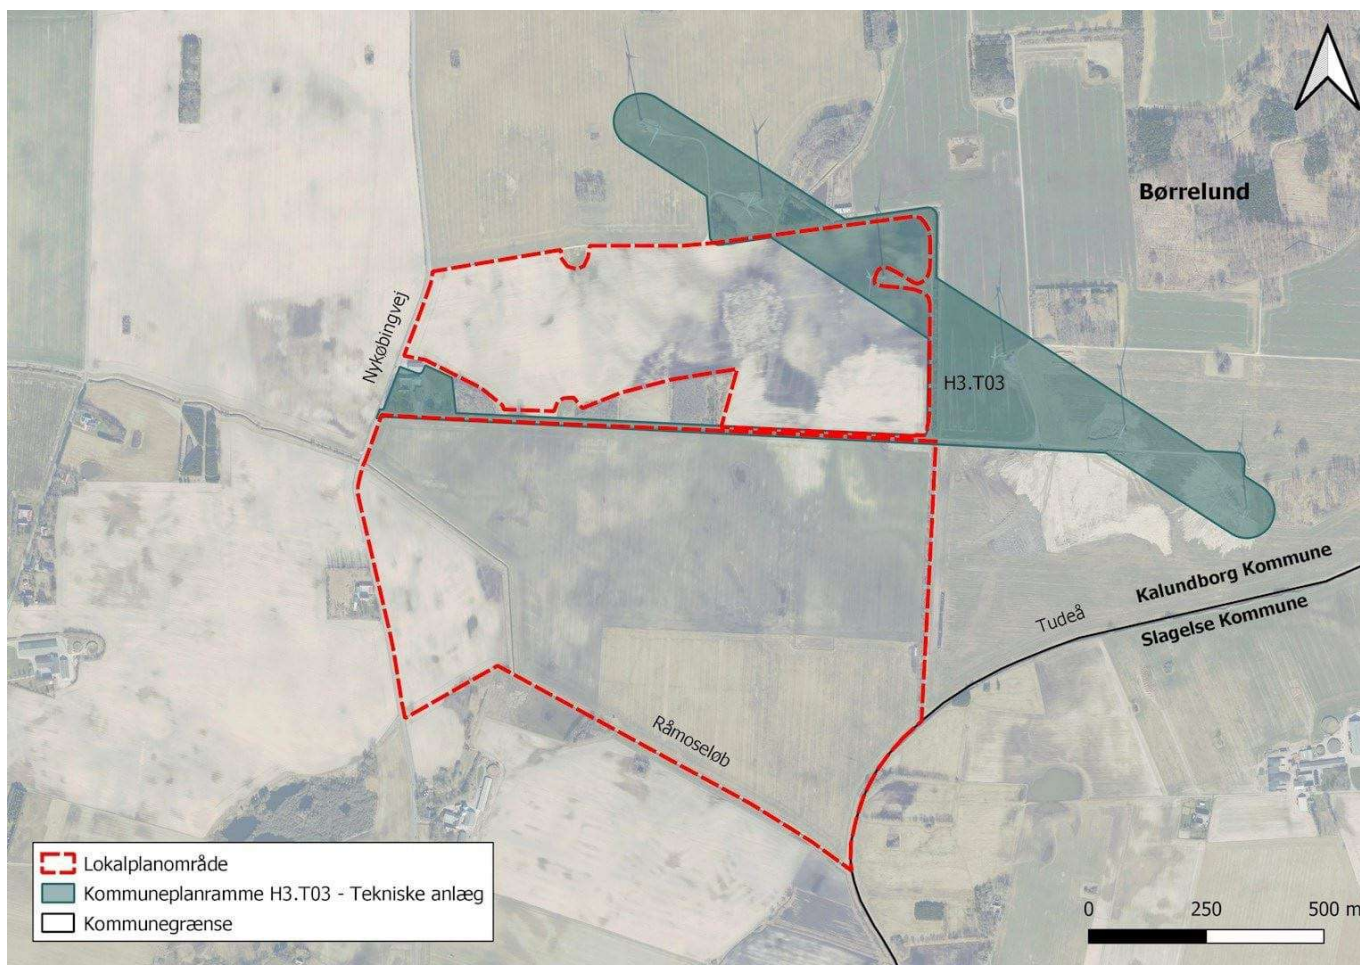 Børrelund
Nykøbingvej
H3.T03
Kalundborg Kommune
Tudeå
Slagelse Kommune
Råmoseløb
Lokalplanområde
Kommuneplanramme H3.T03 - Tekniske anlæg
Kommunegrænse
0 250 500 m